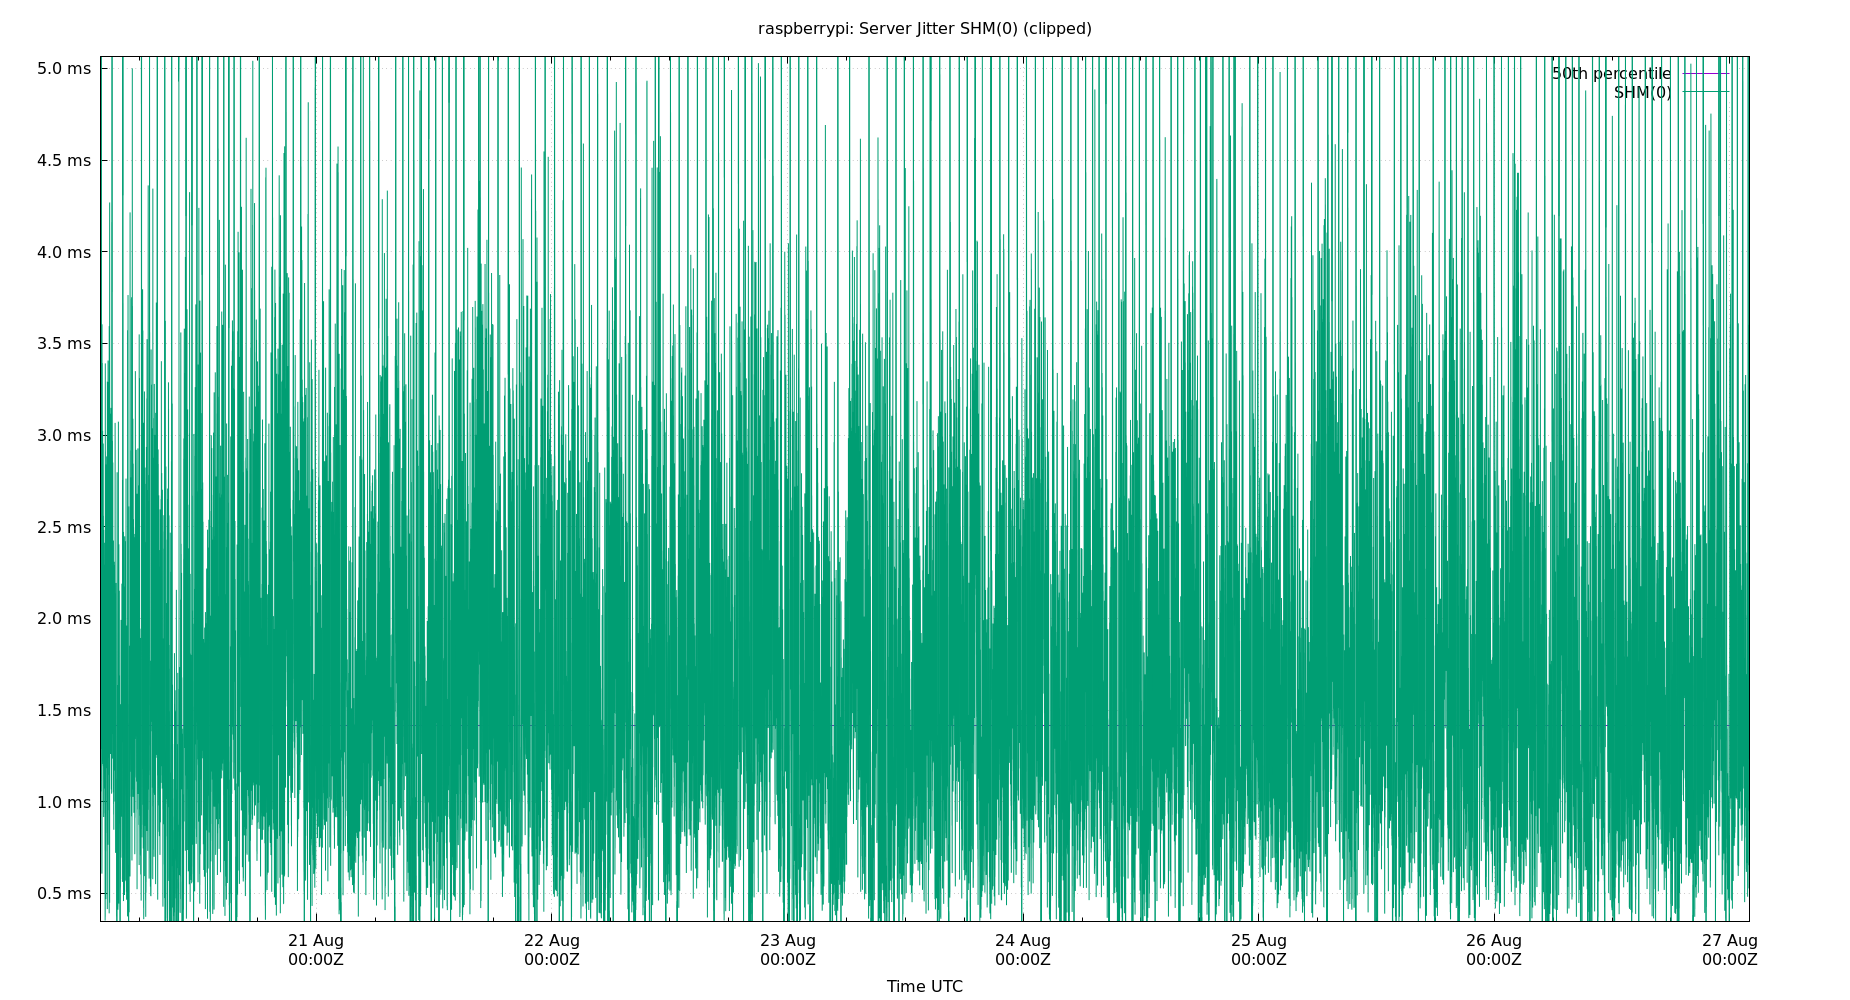 raspberrypi: Server Jitter SHM(0) (clipped)
5.0 ms
50th percentile
SHM(0)
4.5 ms
4.0 ms
3.5 ms
3.0 ms
2.5 ms
2.0 ms
1.5 ms
1.0 ms
0.5 ms
21 Aug 22 Aug 23 Aug 24 Aug 25 Aug 26 Aug 27 Aug
00:00Z 00:00Z 00:00Z 00:00Z 00:00Z 00:00Z 00:00Z
Time UTC